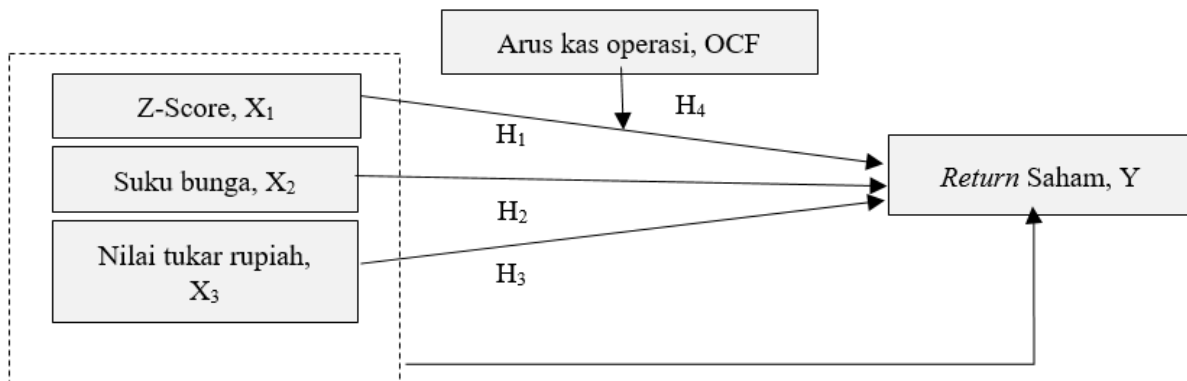 Arus kas operasi, OCF
Z-Score, X₁
H₄
H₁
Suku bunga, X₂
Return Saham, Y
H₂
Nilai tukar rupiah,
X₃
H₃